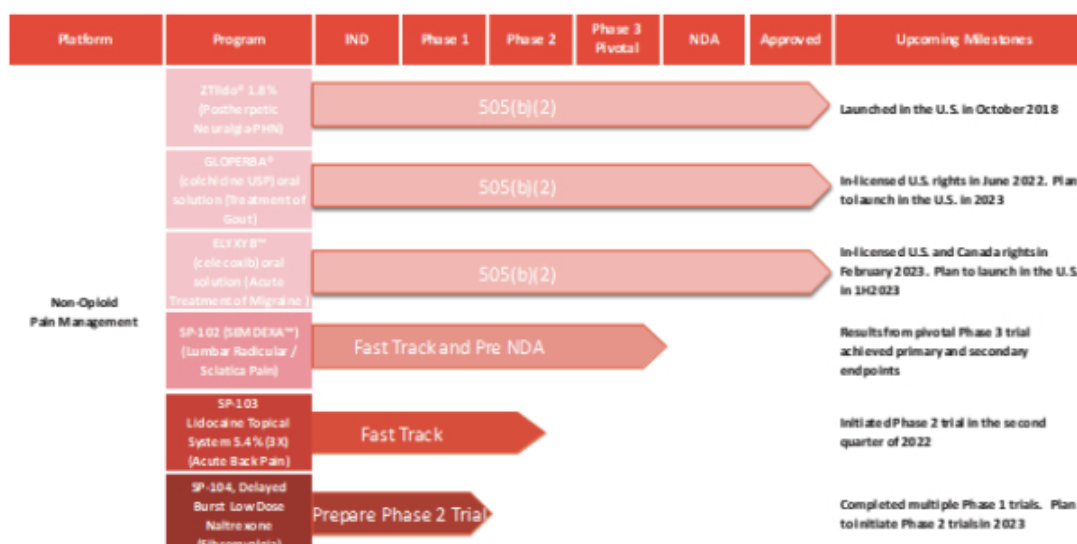 Platform Program IND Phase 1 Phase 2 Phase 3 NDA Approved Upcoming Milestones
Pivotal
ZTlido® 1.8%
(Postherpetic
Neuralgia PHN)
505(b)(2)
Launched in the U.S. in October 2018
GLOPERBA®
(colchicine USP) oral
solution (Treatment of
Gout)
505(b)(2)
In-licensed U.S. rights in June 2022. Plan
to launch in the U.S. in 2023
ELYXYB™
(celecoxib) oral
solution (Acute
Treatment of Migraine)
505(b)(2)
In-licensed U.S. and Canada rights in
February 2023. Plan to launch in the U.S.
in 1H2023
Non-Opioid
Pain Management
SP-102 (SEMDEXA™)
(Lumbar Radicular /
Sciatica Pain)
Fast Track and Pre NDA
Results from pivotal Phase 3 trial
achieved primary and secondary
endpoints
SP-103
Lidocaine Topical
System 5.4% (3X)
(Acute Back Pain)
Fast Track
Initiated Phase 2 trial in the second
quarter of 2022
SP-104, Delayed
Burst Low Dose
Naltrexone
(Fibromyalgia)
Prepare Phase 2 Trial
Completed multiple Phase 1 trials. Plan
to initiate Phase 2 trials in 2023